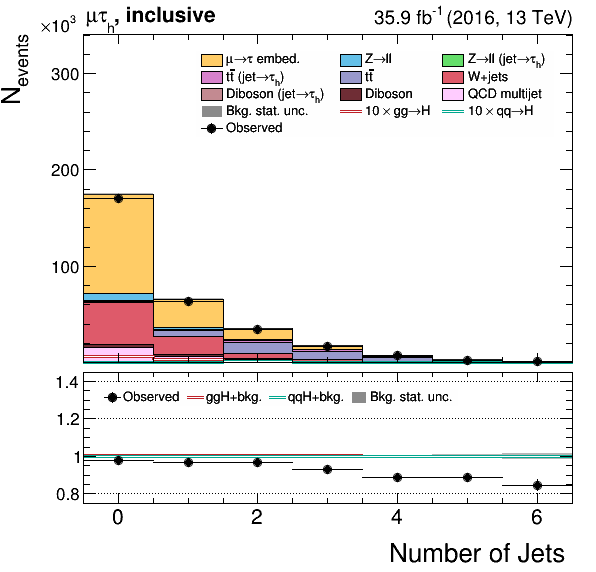 ×10³ μτₕ, inclusive 35.9 fb⁻¹ (2016, 13 TeV)
N_events
300
200
100
μ→τ embed. Z→ll Z→ll (jet→τₕ)
tt̄ (jet→τₕ) tt̄ W+jets
Diboson (jet→τₕ) Diboson QCD multijet
Bkg. stat. unc. 10 × gg→H 10 × qq→H
Observed
1.4
1.2
1
0.8
Observed ggH+bkg. qqH+bkg. Bkg. stat. unc.
0 2 4 6
Number of Jets